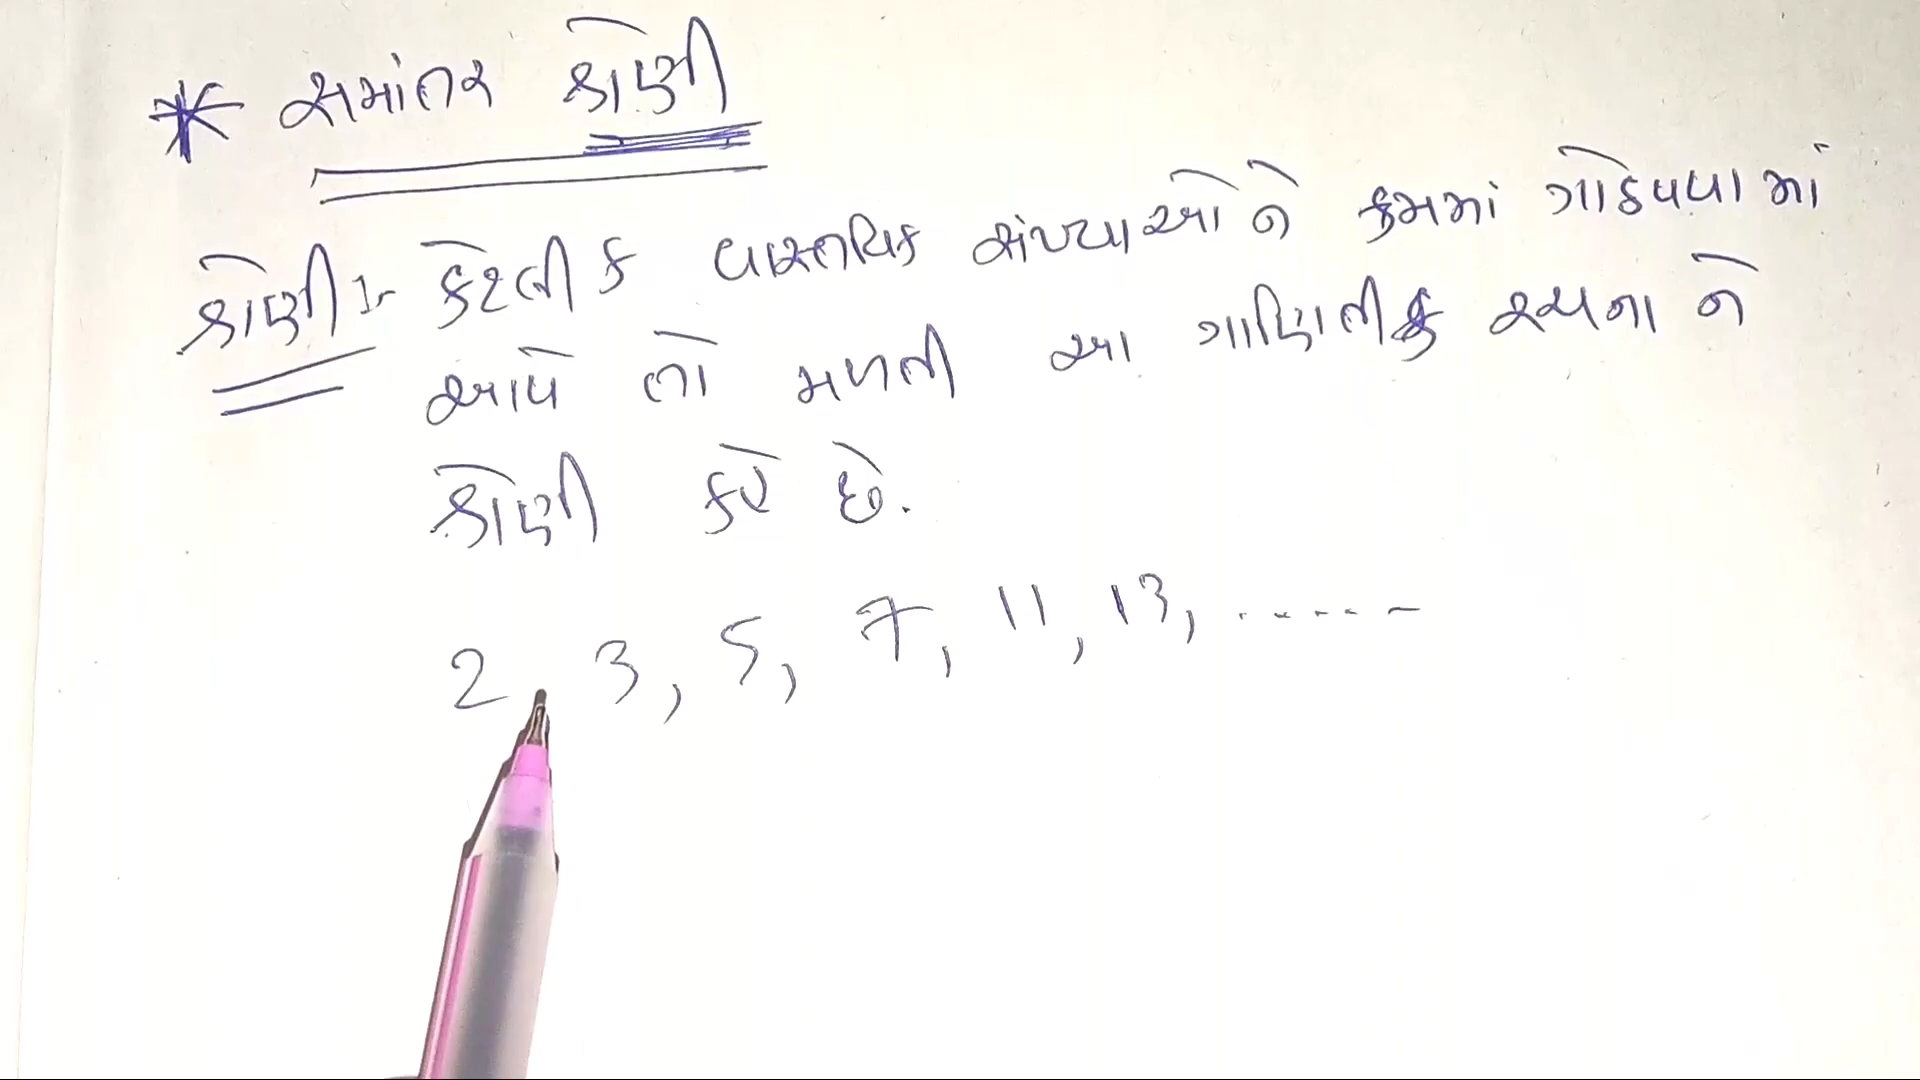 * સમાંતર શ્રેણી
શ્રેણી :- કેટલીક વાસ્તવિક સંખ્યાઓને ક્રમમાં ગોઠવવામાં
આવે તો મળતી આ ગાણિતીક રચના ને
શ્રેણી કહે છે.
2, 3, 5, 7, 11, 13, ......